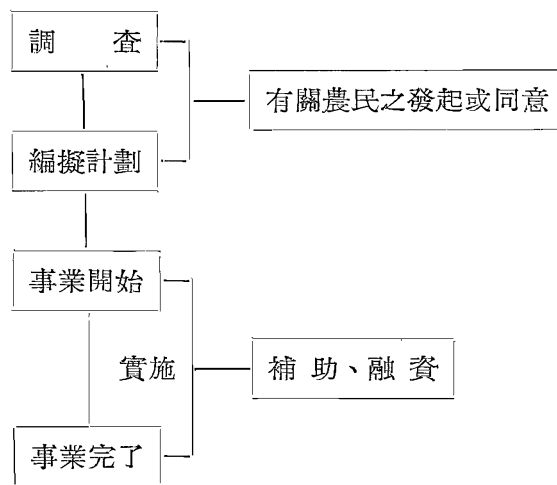 調查
有關農民之發起或同意
編擬計劃
事業開始
實施
補助、融資
事業完了